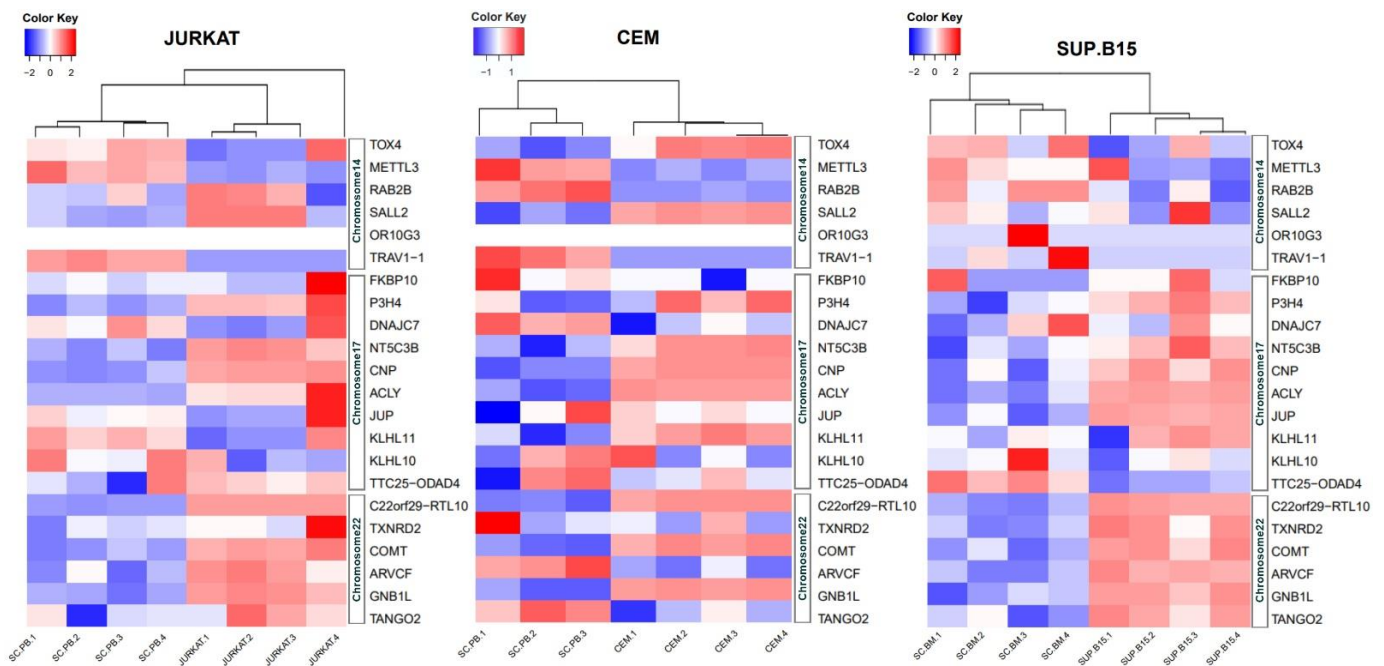 Color Key
JURKAT
-2 0 2
TOX4
METTL3
RAB2B
SALL2
OR10G3
TRAV1-1
FKBP10
P3H4
DNAJC7
NT5C3B
CNP
ACLY
JUP
KLHL11
KLHL10
TTC25-ODAD4
C22orf29-RTL10
TXNRD2
COMT
ARVCF
GNB1L
TANGO2
Chromosome14
Chromosome17
Chromosome22
SC.PB.1 SC.PB.2 SC.PB.3 SC.PB.4 JURKAT.1 JURKAT.2 JURKAT.3 JURKAT.4
Color Key
CEM
-1 1
TOX4
METTL3
RAB2B
SALL2
OR10G3
TRAV1-1
FKBP10
P3H4
DNAJC7
NT5C3B
CNP
ACLY
JUP
KLHL11
KLHL10
TTC25-ODAD4
C22orf29-RTL10
TXNRD2
COMT
ARVCF
GNB1L
TANGO2
Chromosome14
Chromosome17
Chromosome22
SC.PB.1 SC.PB.2 SC.PB.3 CEM.1 CEM.2 CEM.3 CEM.4
Color Key
SUP.B15
-2 0 2
TOX4
METTL3
RAB2B
SALL2
OR10G3
TRAV1-1
FKBP10
P3H4
DNAJC7
NT5C3B
CNP
ACLY
JUP
KLHL11
KLHL10
TTC25-ODAD4
C22orf29-RTL10
TXNRD2
COMT
ARVCF
GNB1L
TANGO2
Chromosome14
Chromosome17
Chromosome22
SC.BM.1 SC.BM.2 SC.BM.3 SC.BM.4 SUP.B15.1 SUP.B15.2 SUP.B15.3 SUP.B15.4